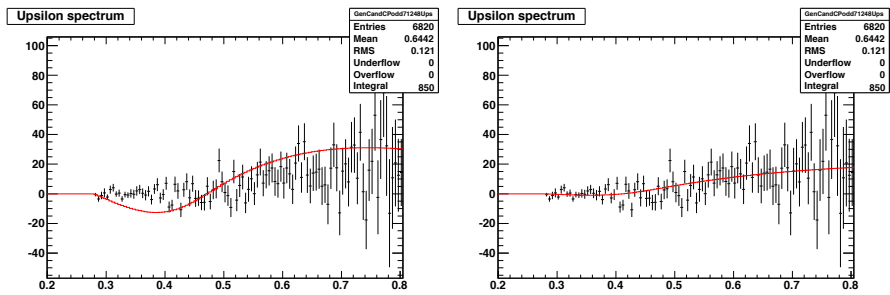 Upsilon spectrum
GenCandCPodd71248Ups
Entries 6820
Mean 0.6442
RMS 0.121
Underflow 0
Overflow 0
Integral 850
100
80
60
40
20
0
-20
-40
0.2 0.3 0.4 0.5 0.6 0.7 0.8
Upsilon spectrum
GenCandCPodd71248Ups
Entries 6820
Mean 0.6442
RMS 0.121
Underflow 0
Overflow 0
Integral 850
100
80
60
40
20
0
-20
-40
0.2 0.3 0.4 0.5 0.6 0.7 0.8